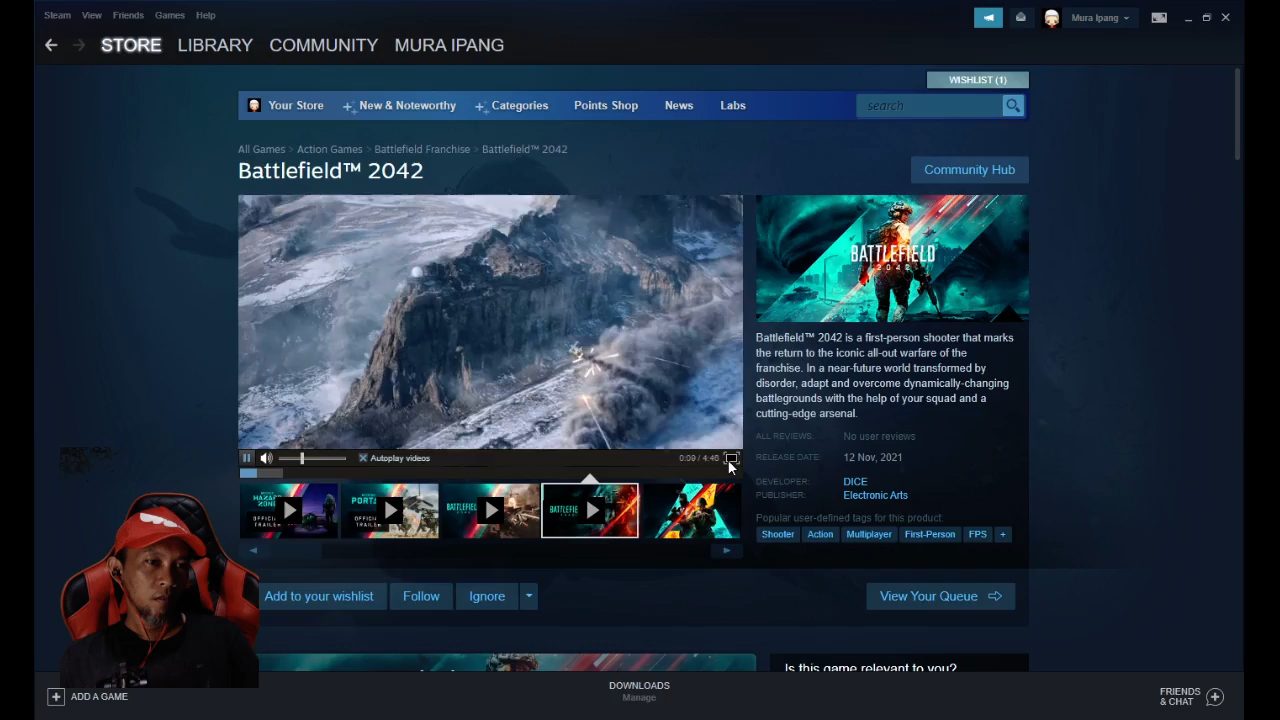 Steam View Friends Games Help
Mura Ipang
STORE LIBRARY COMMUNITY MURA IPANG
WISHLIST (1)
Your Store New & Noteworthy Categories Points Shop News Labs
search
All Games > Action Games > Battlefield Franchise > Battlefield™ 2042
Battlefield™ 2042
Community Hub
BATTLEFIELD
2042
Battlefield™ 2042 is a first-person shooter that marks
the return to the iconic all-out warfare of the
franchise. In a near-future world transformed by
disorder, adapt and overcome dynamically-changing
battlegrounds with the help of your squad and a
cutting-edge arsenal.
ALL REVIEWS: No user reviews
RELEASE DATE: 12 Nov, 2021
DEVELOPER: DICE
PUBLISHER: Electronic Arts
Popular user-defined tags for this product:
Shooter Action Multiplayer First-Person FPS +
Autoplay videos
0:09 / 4:46
Add to your wishlist Follow Ignore
View Your Queue
Is this game relevant to you?
ADD A GAME
DOWNLOADS
Manage
FRIENDS
& CHAT